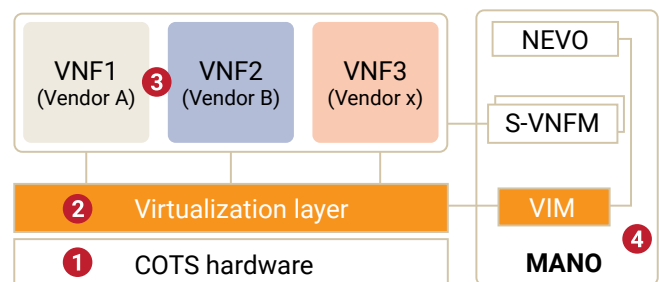 VNF1
(Vendor A)
3
VNF2
(Vendor B)
VNF3
(Vendor x)
2
Virtualization layer
1
COTS hardware
NEVO
S-VNFM
VIM
4
MANO